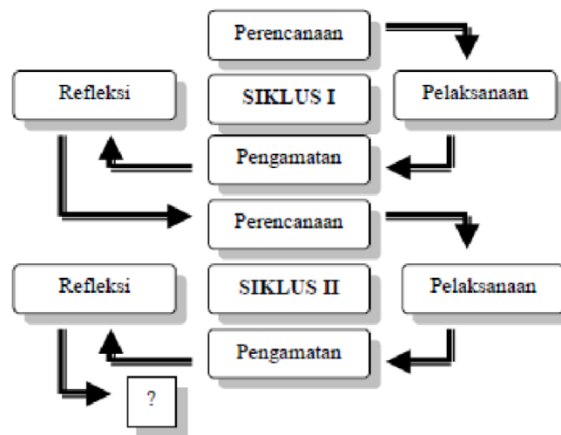 Perencanaan
Refleksi
SIKLUS I
Pelaksanaan
Pengamatan
Perencanaan
Refleksi
SIKLUS II
Pelaksanaan
Pengamatan
?